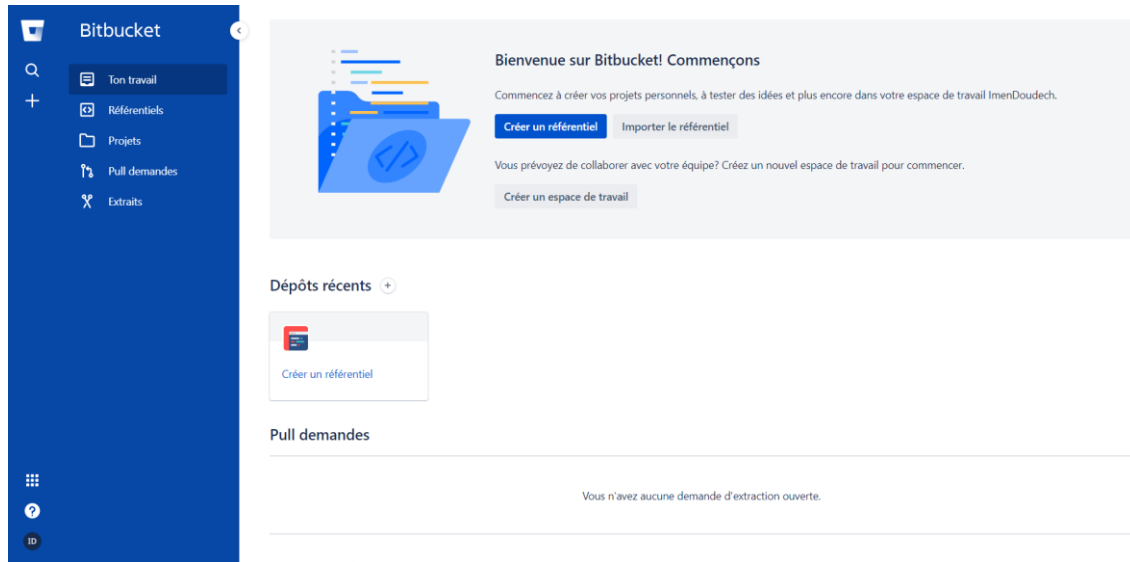 Bitbucket
Ton travail
Référentiels
Projets
Pull demandes
Extraits
ID
Bienvenue sur Bitbucket! Commençons
Commencez à créer vos projets personnels, à tester des idées et plus encore dans votre espace de travail ImenDoudech.
Créer un référentiel Importer le référentiel
Vous prévoyez de collaborer avec votre équipe? Créez un nouvel espace de travail pour commencer.
Créer un espace de travail
Dépôts récents
Créer un référentiel
Pull demandes
Vous n'avez aucune demande d'extraction ouverte.